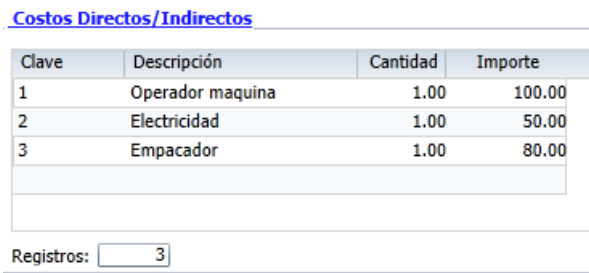 Costos Directos/Indirectos
Clave Descripción Cantidad Importe
1 Operador maquina 1.00 100.00
2 Electricidad 1.00 50.00
3 Empacador 1.00 80.00
Registros: 3